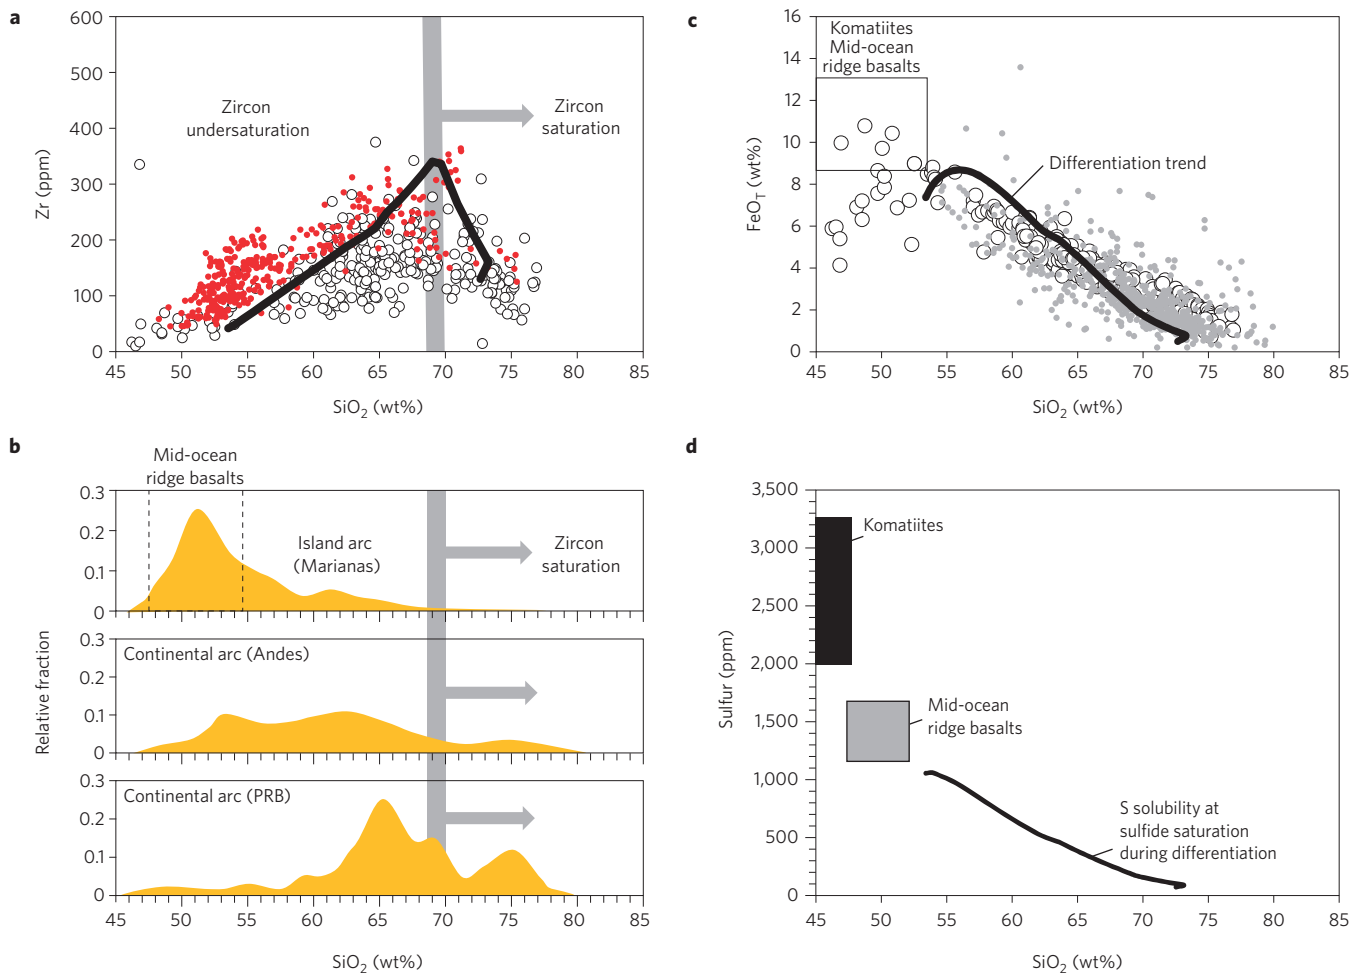 a
600
500
400
300
200
100
0
Zr (ppm)
Zircon
undersaturation
Zircon
saturation
45 50 55 60 65 70 75 80 85
SiO2 (wt%)
b
Mid-ocean
ridge basalts
0.3
0.2
0.1
0
Island arc
(Marianas)
Zircon
saturation
0.3
0.2
0.1
0
Continental arc (Andes)
0.3
0.2
0.1
0
Continental arc (PRB)
Relative fraction
45 50 55 60 65 70 75 80 85
SiO2 (wt%)
c
16
14
12
10
8
6
4
2
0
FeOT (wt%)
Komatiites
Mid-ocean
ridge basalts
Differentiation trend
45 50 55 60 65 70 75 80 85
SiO2 (wt%)
d
3,500
3,000
2,500
2,000
1,500
1,000
500
0
Sulfur (ppm)
Komatiites
Mid-ocean
ridge basalts
S solubility at
sulfide saturation
during differentiation
45 50 55 60 65 70 75 80 85
SiO2 (wt%)